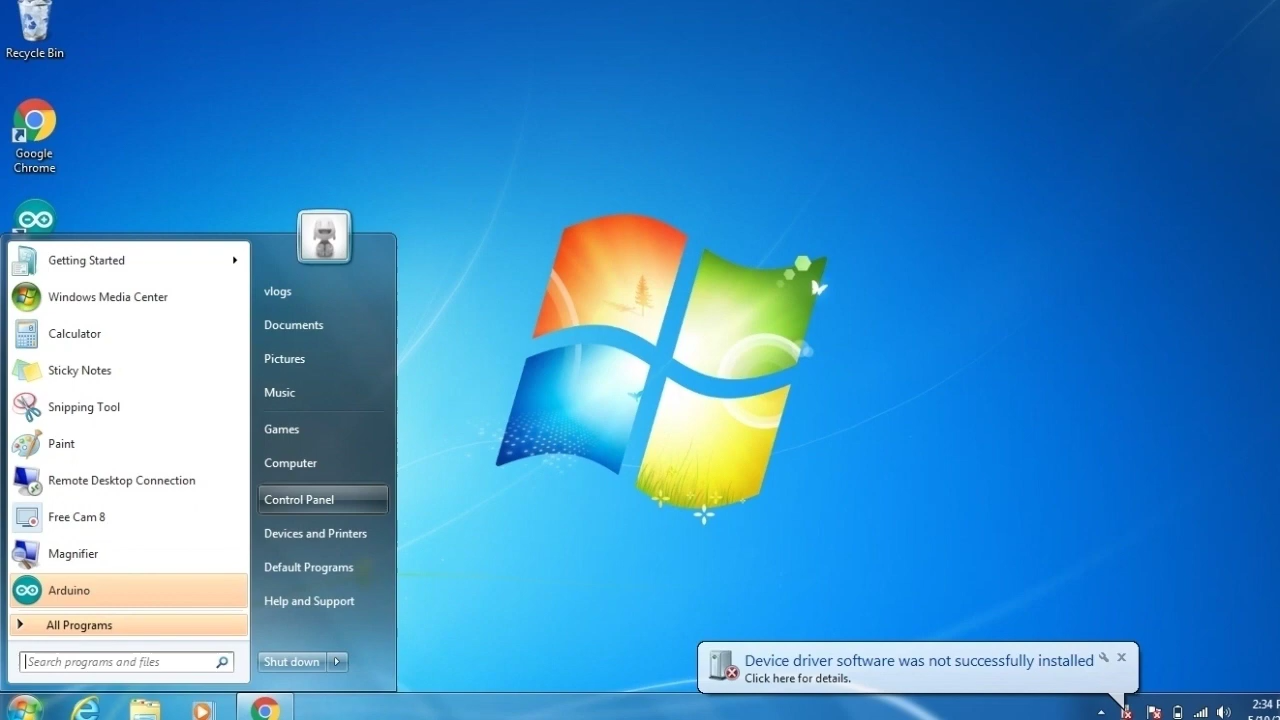 Recycle Bin
Google
Chrome
Getting Started
Windows Media Center
Calculator
Sticky Notes
Snipping Tool
Paint
Remote Desktop Connection
Free Cam 8
Magnifier
Arduino
All Programs
Search programs and files
vlogs
Documents
Pictures
Music
Games
Computer
Control Panel
Devices and Printers
Default Programs
Help and Support
Shut down
Device driver software was not successfully installed
Click here for details.
2:34 P